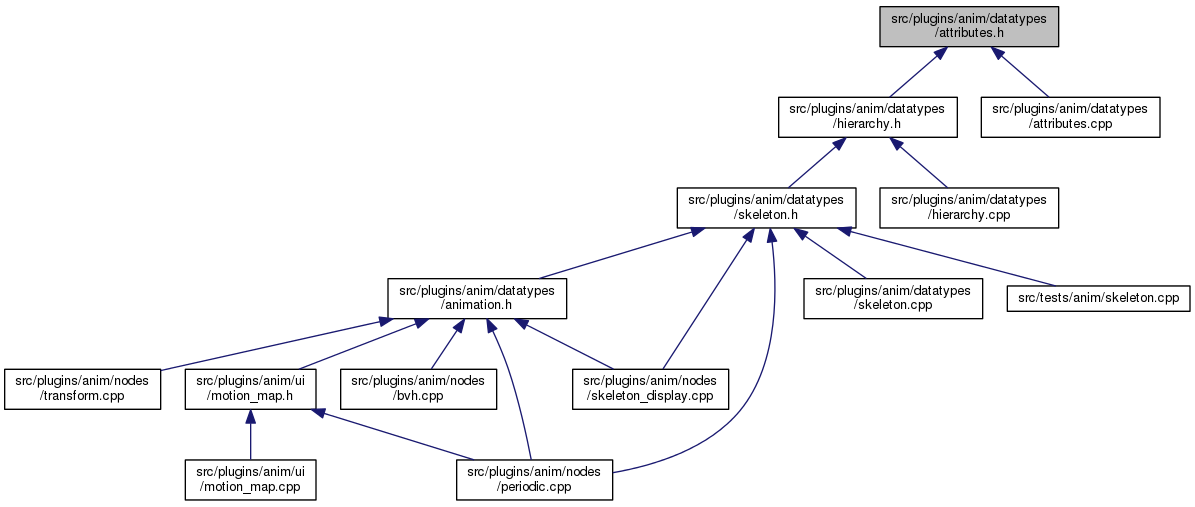 src/plugins/anim/datatypes
/attributes.h
src/plugins/anim/datatypes
/hierarchy.h
src/plugins/anim/datatypes
/attributes.cpp
src/plugins/anim/datatypes
/skeleton.h
src/plugins/anim/datatypes
/hierarchy.cpp
src/plugins/anim/datatypes
/animation.h
src/plugins/anim/datatypes
/skeleton.cpp
src/tests/anim/skeleton.cpp
src/plugins/anim/nodes
/transform.cpp
src/plugins/anim/ui
/motion_map.h
src/plugins/anim/nodes
/bvh.cpp
src/plugins/anim/nodes
/skeleton_display.cpp
src/plugins/anim/ui
/motion_map.cpp
src/plugins/anim/nodes
/periodic.cpp